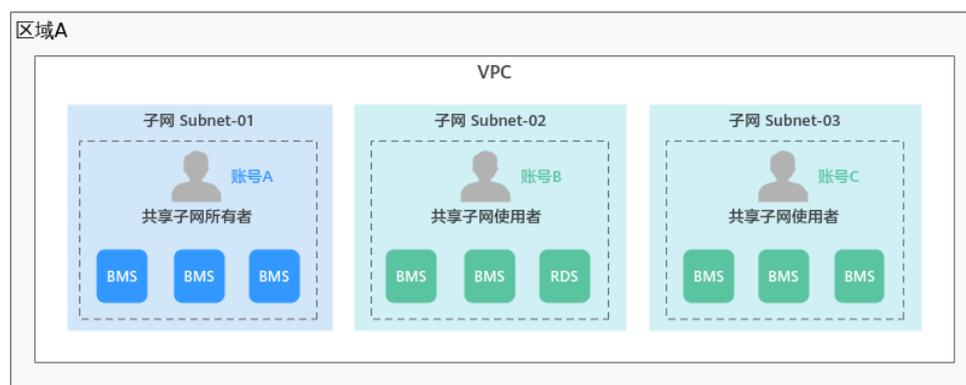 区域A
VPC
子网 Subnet-01
账号A
共享子网所有者
BMS BMS BMS
子网 Subnet-02
账号B
共享子网使用者
BMS BMS RDS
子网 Subnet-03
账号C
共享子网使用者
BMS BMS BMS